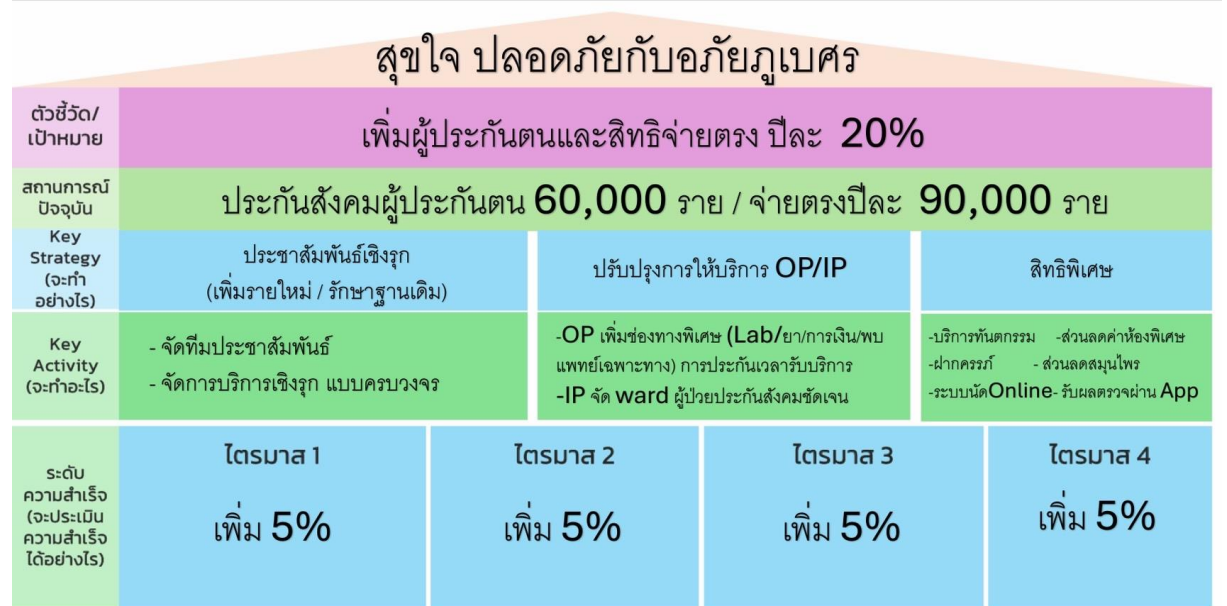 สุขใจ ปลอดภัยกับอภัยภูเบศร
ตัวชี้วัด/
เป้าหมาย
เพิ่มผู้ประกันตนและสิทธิจ่ายตรง ปีละ 20%
สถานการณ์
ปัจจุบัน
ประกันสังคมผู้ประกันตน 60,000 ราย / จ่ายตรงปีละ 90,000 ราย
Key
Strategy
(จะทำ
อย่างไร)
ประชาสัมพันธ์เชิงรุก
(เพิ่มรายใหม่ / รักษาฐานเดิม)
ปรับปรุงการให้บริการ OP/IP
สิทธิพิเศษ
Key
Activity
(จะทำอะไร)
- จัดทีมประชาสัมพันธ์
- จัดการบริการเชิงรุก แบบครบวงจร
-OP เพิ่มช่องทางพิเศษ (Lab/ยา/การเงิน/พบ
แพทย์เฉพาะทาง) การประกันเวลารับบริการ
-IP จัด ward ผู้ป่วยประกันสังคมชัดเจน
-บริการทันตกรรม -ส่วนลดค่าห้องพิเศษ
-ฝากครรภ์ - ส่วนลดสมุนไพร
-ระบบนัดOnline- รับผลตรวจผ่าน App
ระดับ
ความสำเร็จ
(จะประเมิน
ความสำเร็จ
ได้อย่างไร)
ไตรมาส 1
เพิ่ม 5%
ไตรมาส 2
เพิ่ม 5%
ไตรมาส 3
เพิ่ม 5%
ไตรมาส 4
เพิ่ม 5%